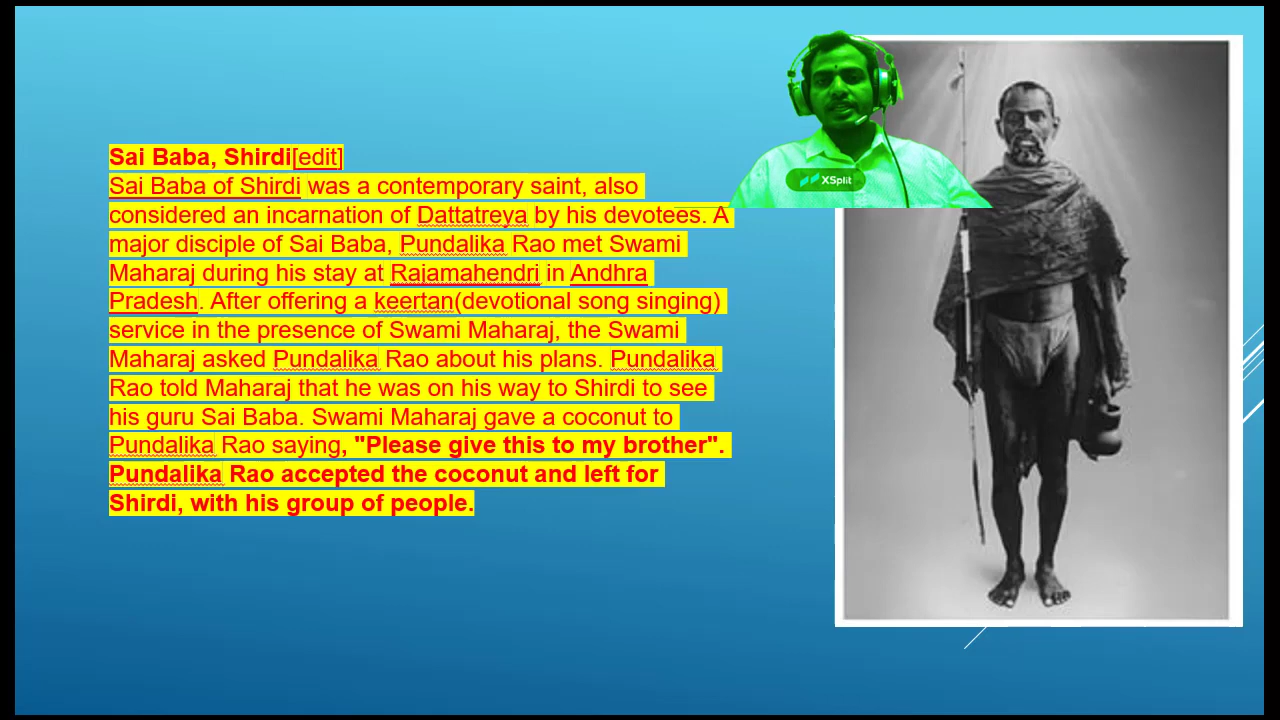 Sai Baba, Shirdi[edit]
Sai Baba of Shirdi was a contemporary saint, also
considered an incarnation of Dattatreya by his devotees. A
major disciple of Sai Baba, Pundalika Rao met Swami
Maharaj during his stay at Rajamahendri in Andhra
Pradesh. After offering a keertan(devotional song singing)
service in the presence of Swami Maharaj, the Swami
Maharaj asked Pundalika Rao about his plans. Pundalika
Rao told Maharaj that he was on his way to Shirdi to see
his guru Sai Baba. Swami Maharaj gave a coconut to
Pundalika Rao saying, "Please give this to my brother".
Pundalika Rao accepted the coconut and left for
Shirdi, with his group of people.
XSplit